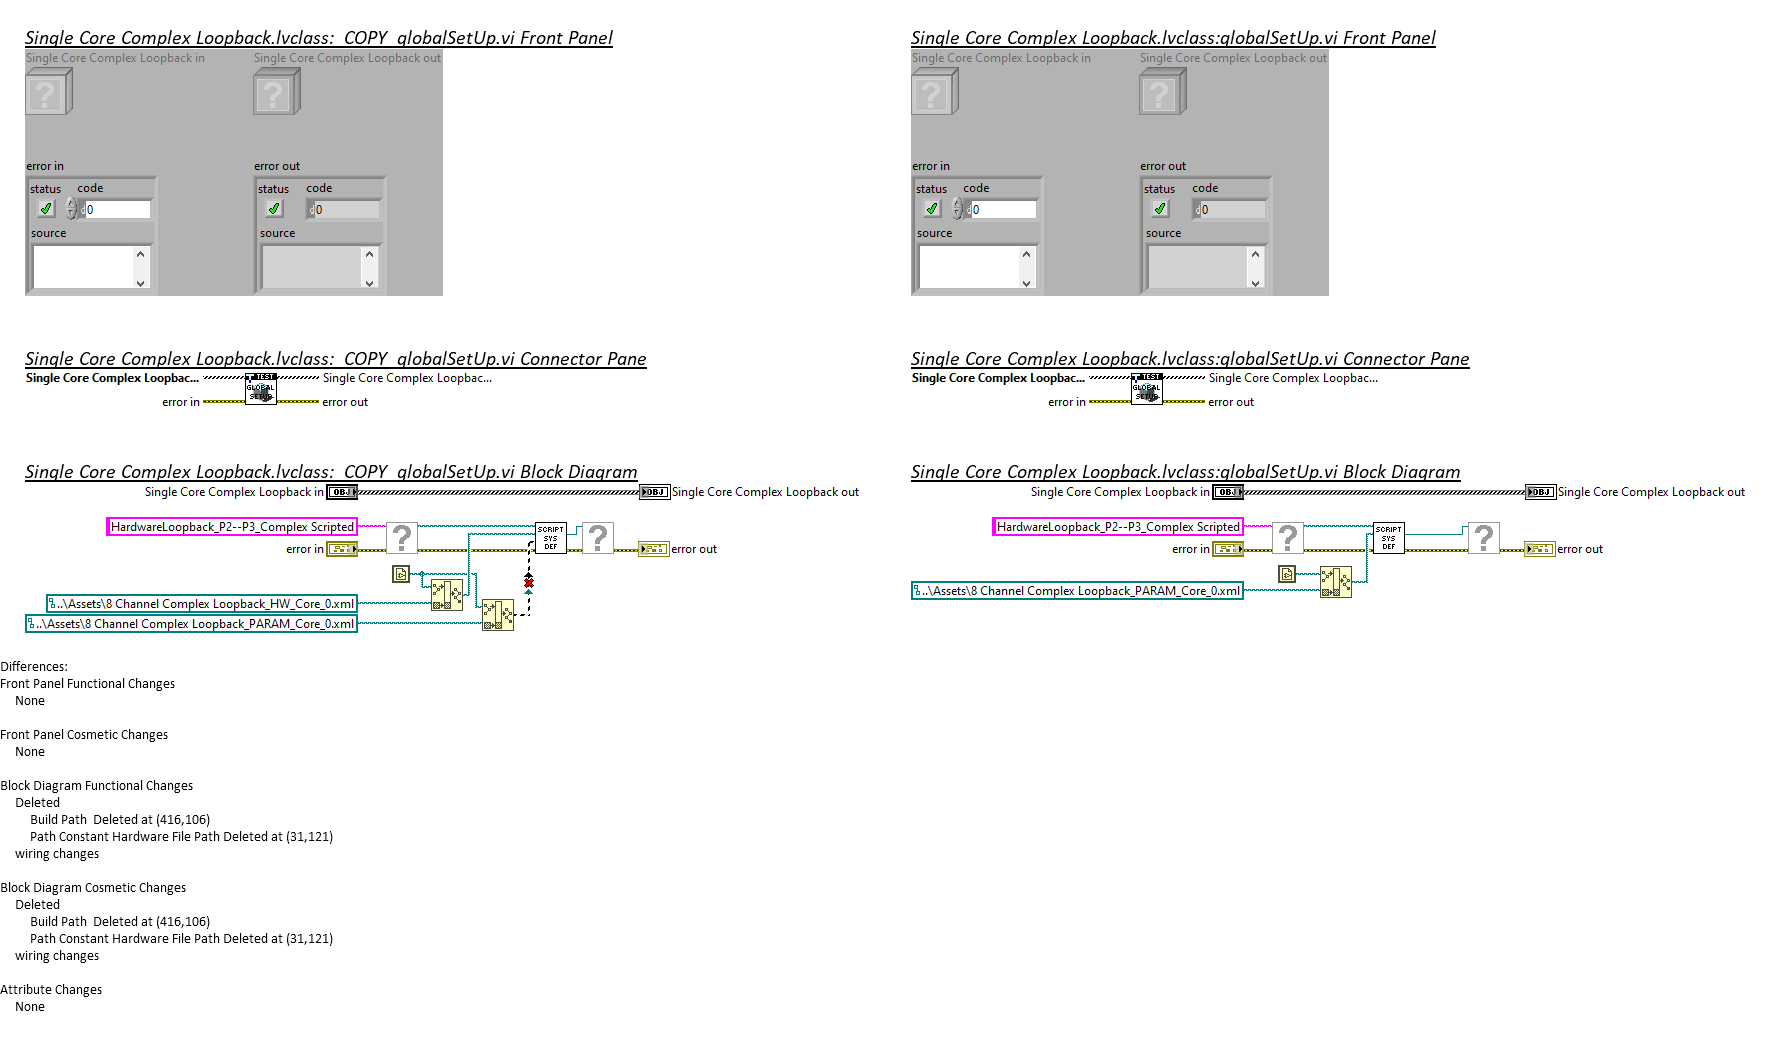 Single Core Complex Loopback.lvclass:_COPY_globalSetUp.vi Front Panel
Single Core Complex Loopback in
Single Core Complex Loopback out
?
?
error in
error out
status
code
0
status
code
0
source
source
Single Core Complex Loopback.lvclass:globalSetUp.vi Front Panel
Single Core Complex Loopback in
Single Core Complex Loopback out
?
?
error in
error out
status
code
0
status
code
0
source
source
Single Core Complex Loopback.lvclass:_COPY_globalSetUp.vi Connector Pane
Single Core Complex Loopbac...
TEST
GLOBAL
SETUP
Single Core Complex Loopbac...
error in
error out
Single Core Complex Loopback.lvclass:globalSetUp.vi Connector Pane
Single Core Complex Loopbac...
TEST
GLOBAL
SETUP
Single Core Complex Loopbac...
error in
error out
Single Core Complex Loopback.lvclass:_COPY_globalSetUp.vi Block Diagram
Single Core Complex Loopback in
OBJ
OBJ
Single Core Complex Loopback out
HardwareLoopback_P2--P3_Complex Scripted
?
SCRIPT
SYS
DEF
?
error in
error out
..\Assets\8 Channel Complex Loopback_HW_Core_0.xml
..\Assets\8 Channel Complex Loopback_PARAM_Core_0.xml
Single Core Complex Loopback.lvclass:globalSetUp.vi Block Diagram
Single Core Complex Loopback in
OBJ
OBJ
Single Core Complex Loopback out
HardwareLoopback_P2--P3_Complex Scripted
?
SCRIPT
SYS
DEF
?
error in
error out
..\Assets\8 Channel Complex Loopback_PARAM_Core_0.xml
Differences:
Front Panel Functional Changes
None
Front Panel Cosmetic Changes
None
Block Diagram Functional Changes
Deleted
Build Path  Deleted at (416,106)
Path Constant Hardware File Path Deleted at (31,121)
wiring changes
Block Diagram Cosmetic Changes
Deleted
Build Path  Deleted at (416,106)
Path Constant Hardware File Path Deleted at (31,121)
wiring changes
Attribute Changes
None